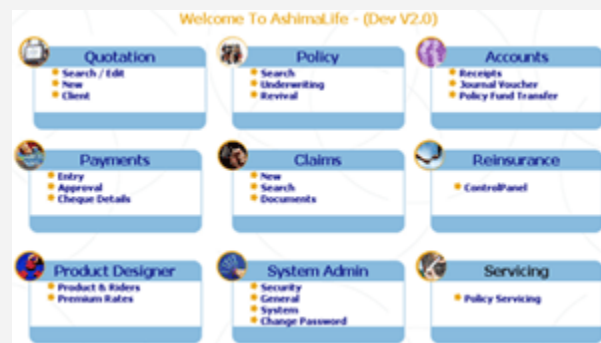 Welcome To AshimaLife - (Dev V2.0)
Quotation
Search / Edit
New
Client
Policy
Search
Underwriting
Revival
Accounts
Receipts
Journal Voucher
Policy Fund Transfer
Payments
Entry
Approval
Cheque Details
Claims
New
Search
Documents
Reinsurance
ControlPanel
Product Designer
Product & Riders
Premium Rates
System Admin
Security
General
System
Change Password
Servicing
Policy Servicing